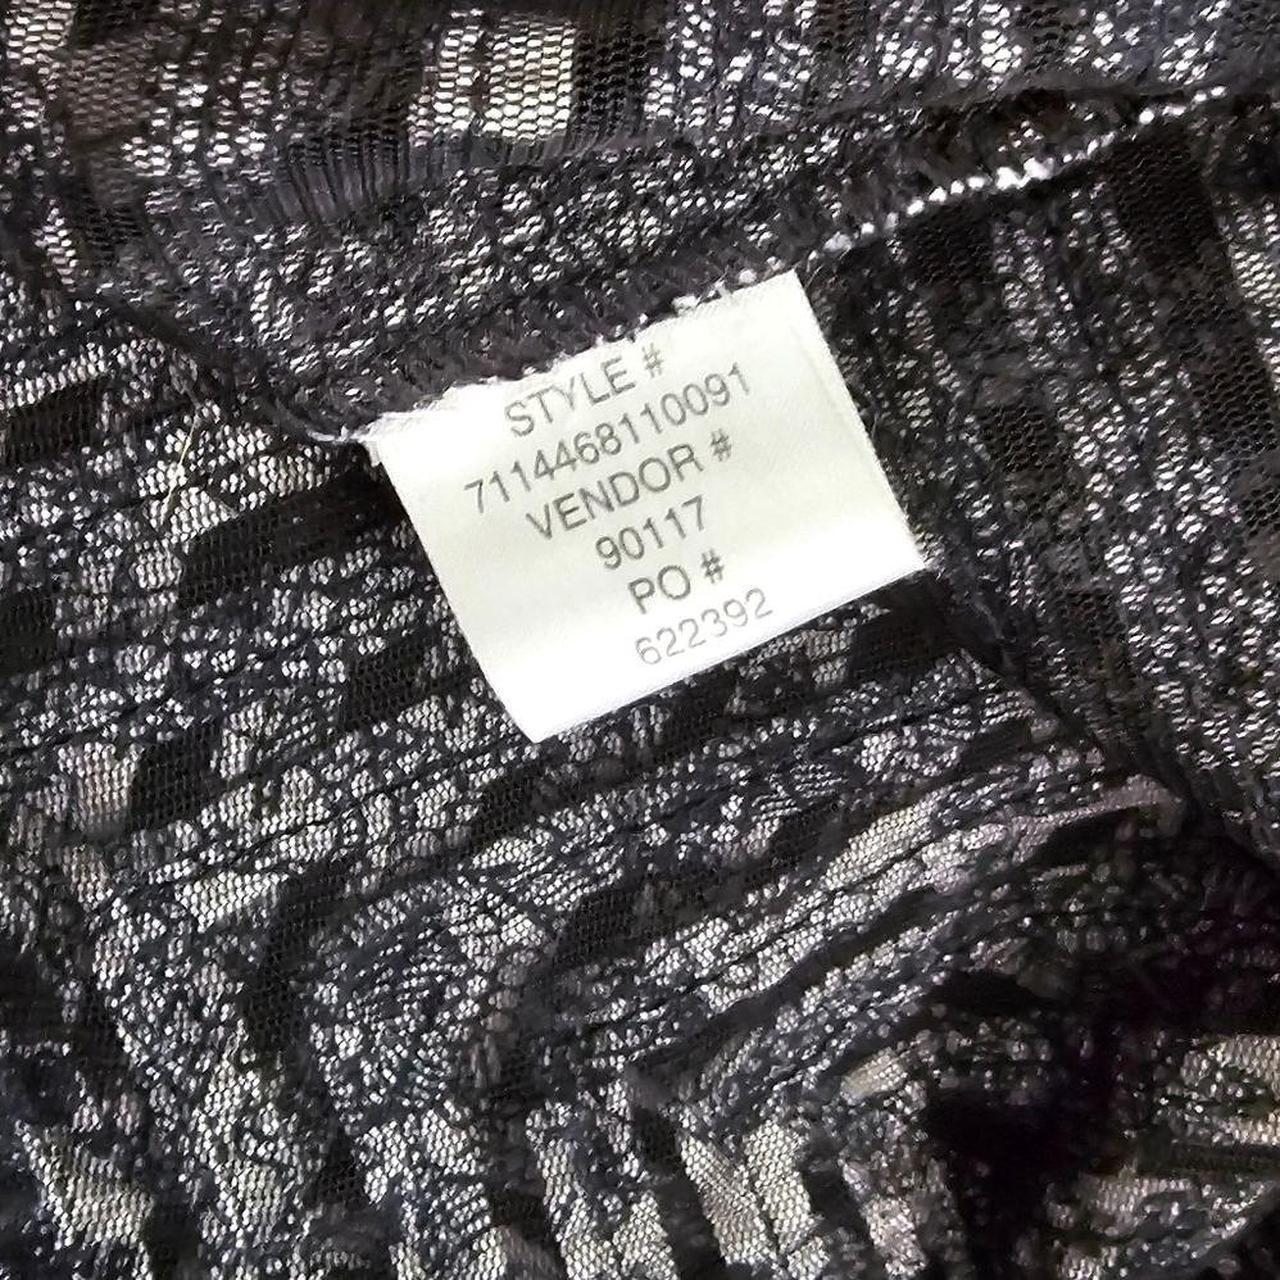 STYLE #
7114468110091
VENDOR #
90117
PO #
622392